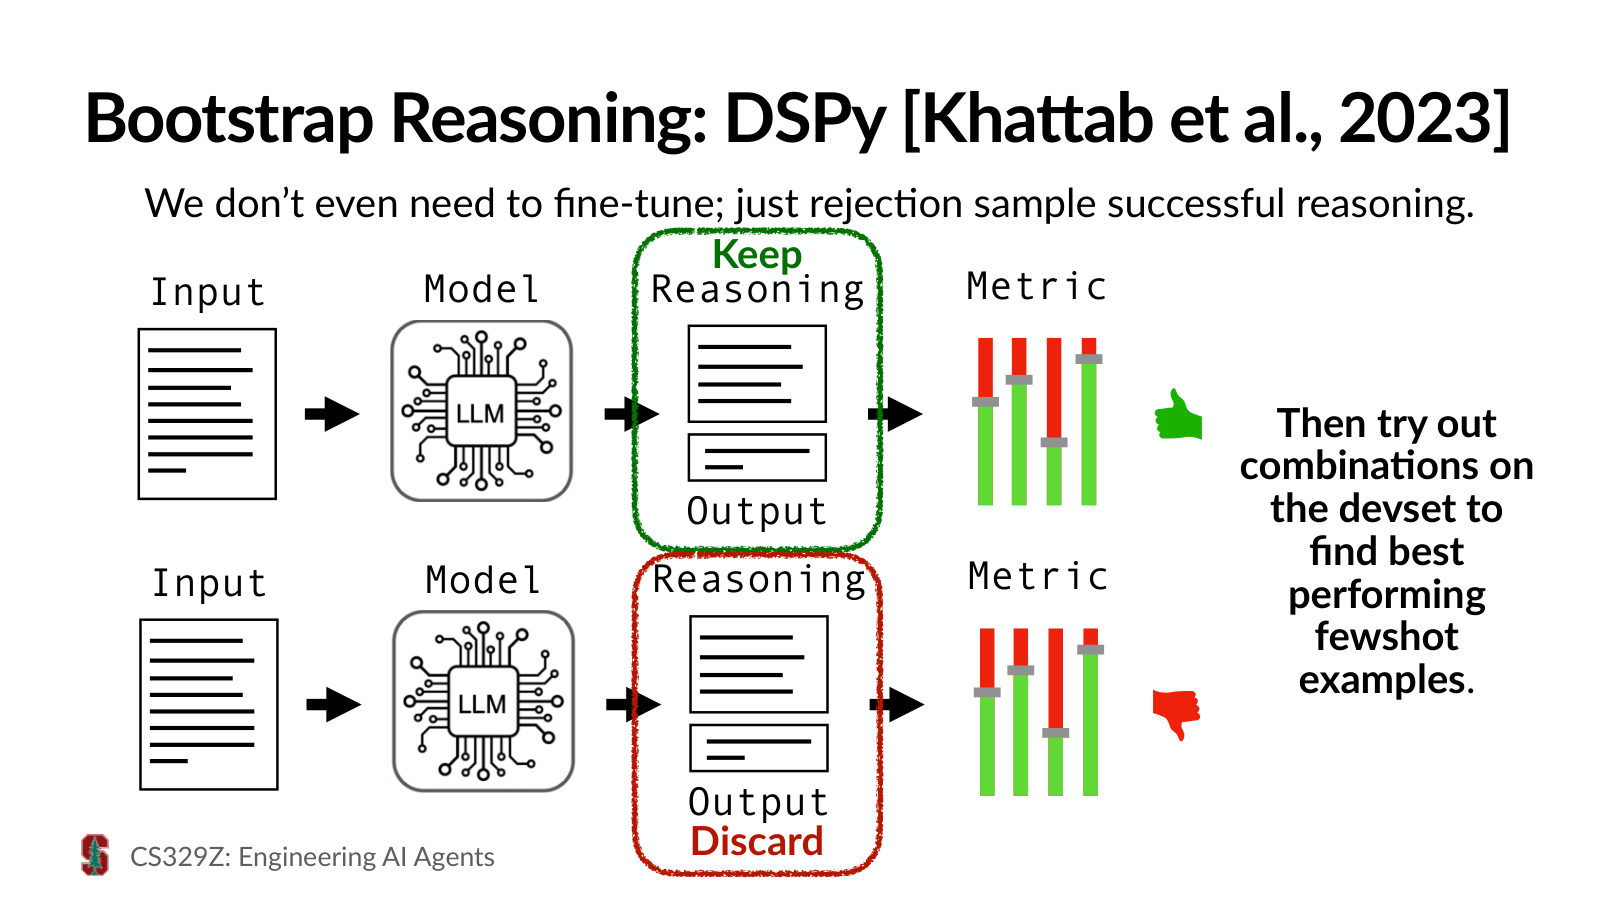 Bootstrap Reasoning: DSPy [Khattab et al., 2023]
We don't even need to fine-tune; just rejection sample successful reasoning.
Keep
Input
Model
Reasoning
Metric
LLM
Output
Then try out
combinations on
the devset to
find best
performing
fewshot
examples.
Input
Model
Reasoning
Metric
LLM
Output
Discard
CS329Z: Engineering AI Agents